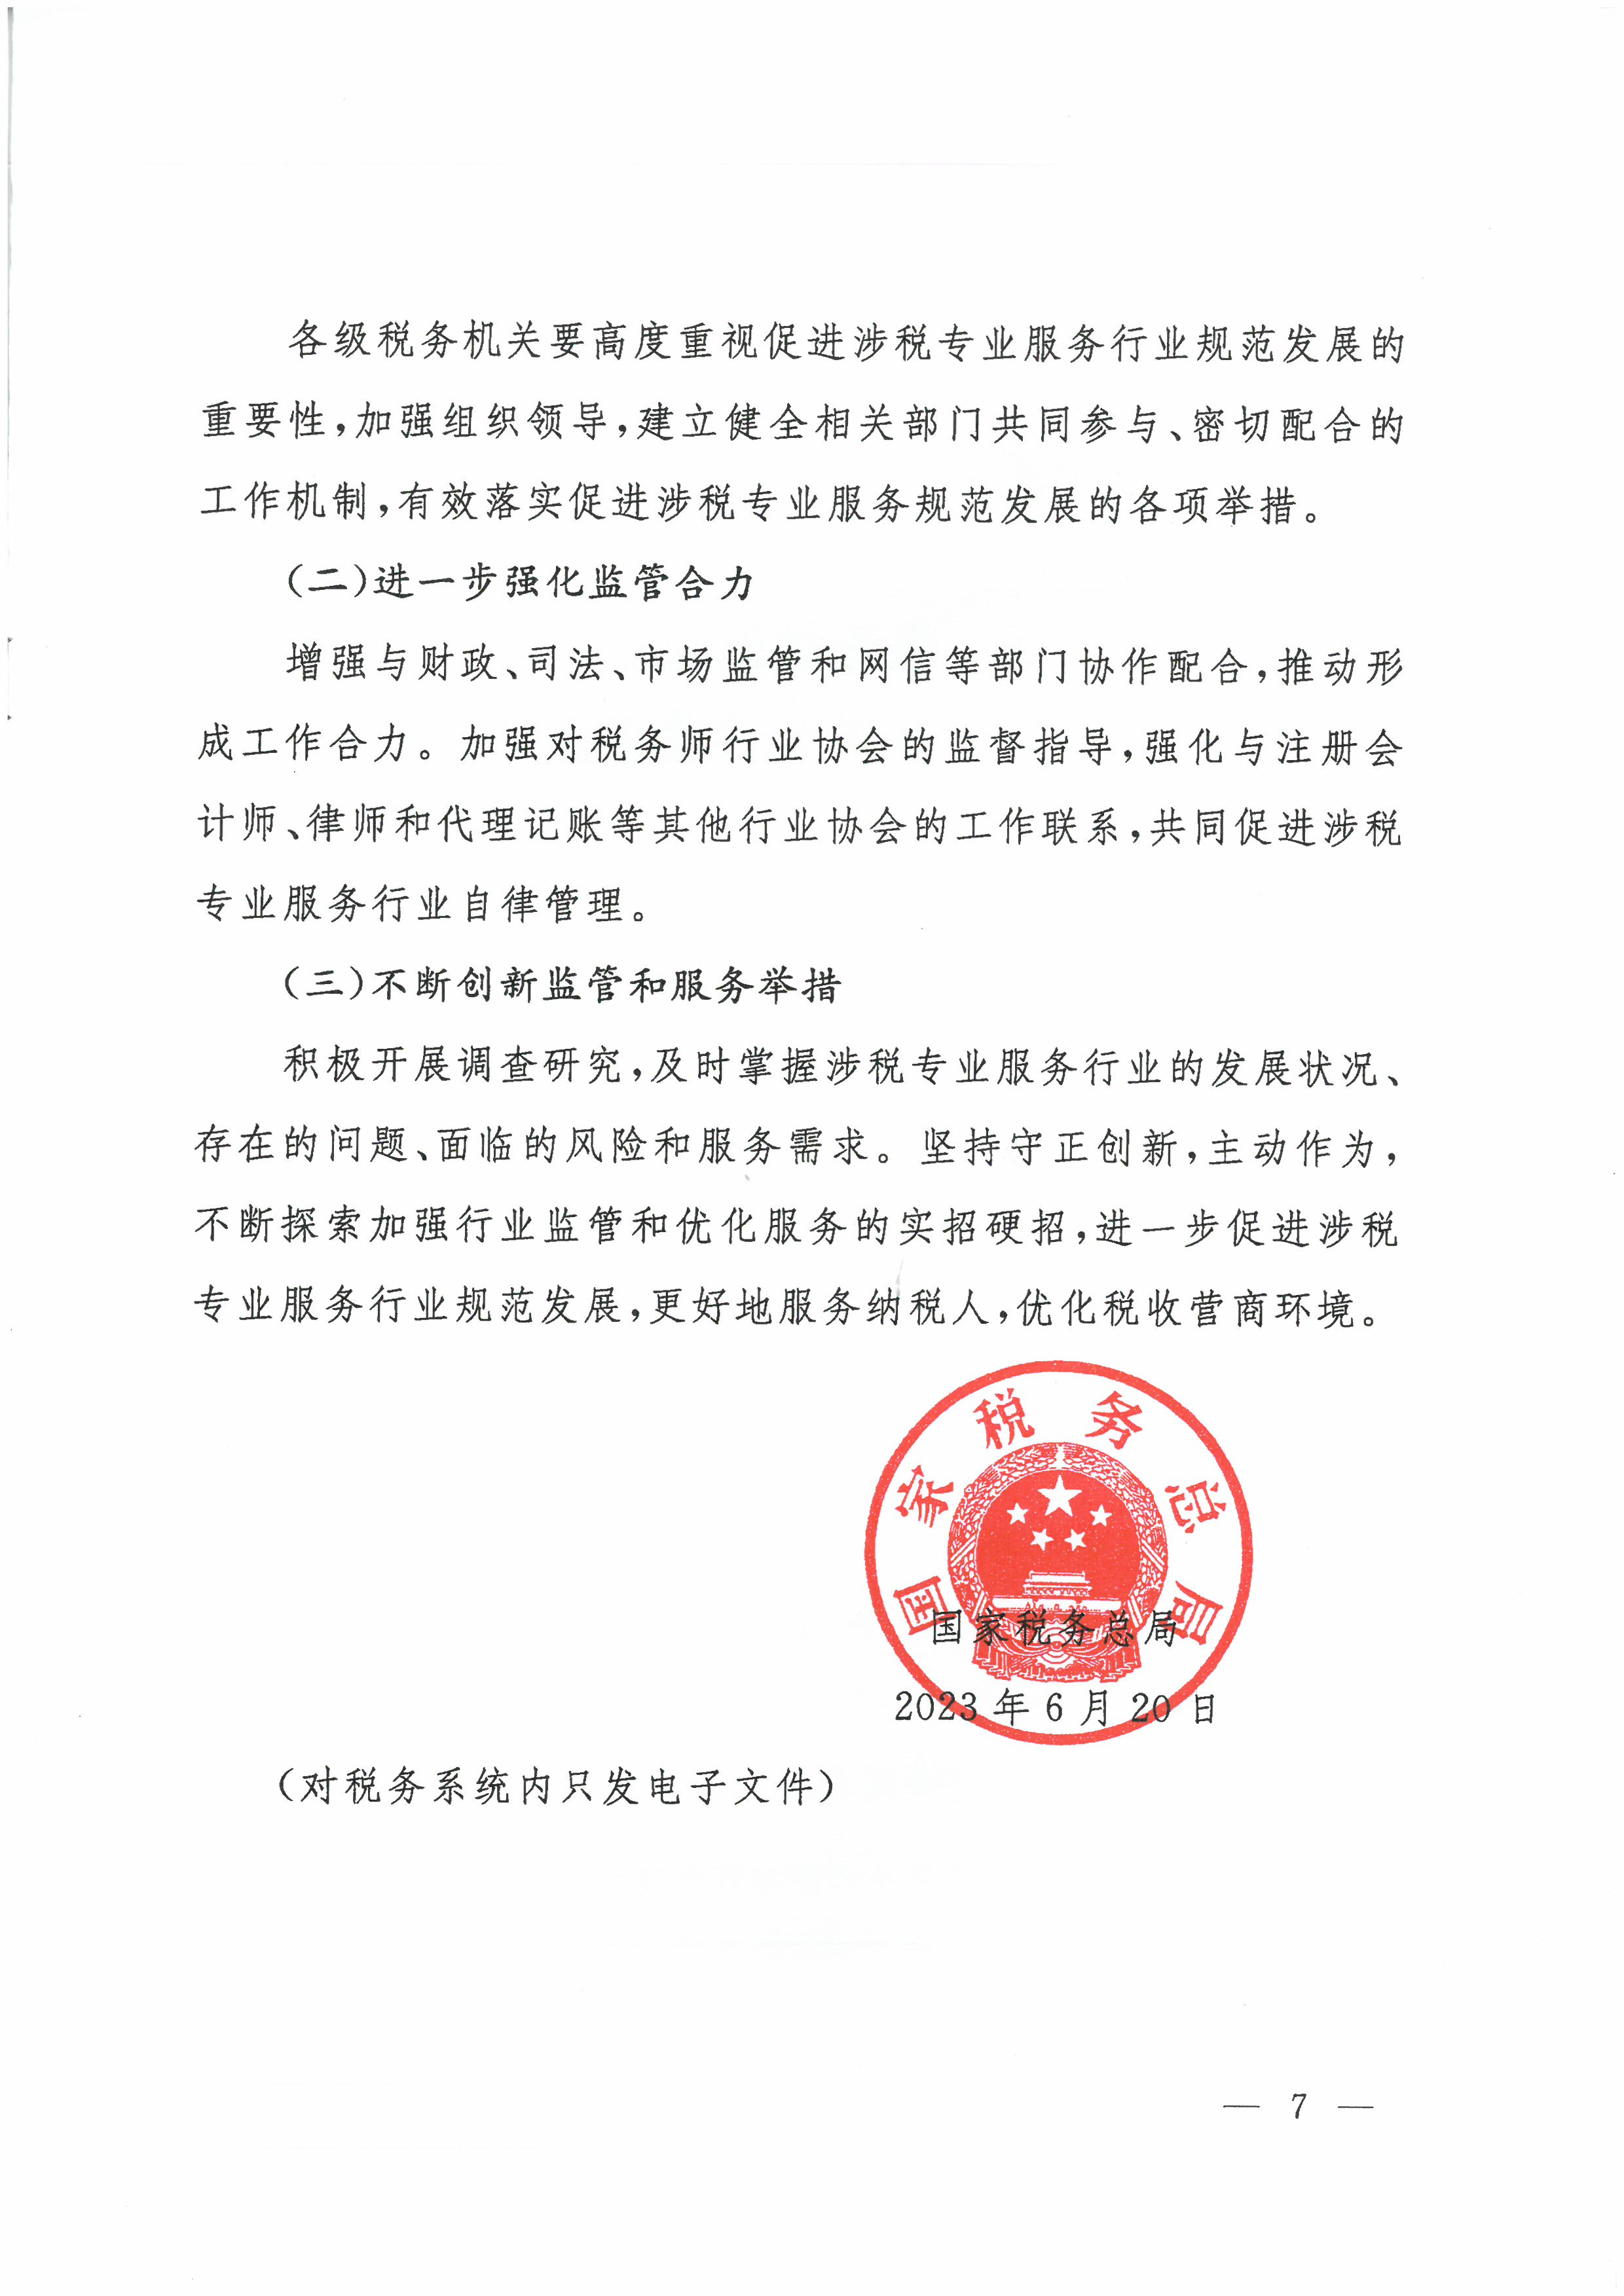 各级税务机关要高度重视促进涉税专业服务行业规范发展的
重要性,加强组织领导,建立健全相关部门共同参与、密切配合的
工作机制,有效落实促进涉税专业服务规范发展的各项举措。
(二)进一步强化监管合力
增强与财政、司法、市场监管和网信等部门协作配合,推动形
成工作合力。加强对税务师行业协会的监督指导,强化与注册会
计师、律师和代理记账等其他行业协会的工作联系,共同促进涉税
专业服务行业自律管理。
(三)不断创新监管和服务举措
积极开展调查研究,及时掌握涉税专业服务行业的发展状况、
存在的问题、面临的风险和服务需求。坚持守正创新,主动作为,
不断探索加强行业监管和优化服务的实招硬招,进一步促进涉税
专业服务行业规范发展,更好地服务纳税人,优化税收营商环境。
国家税务总局
国家税务总局
2023年6月20日
(对税务系统内只发电子文件)
— 7 —